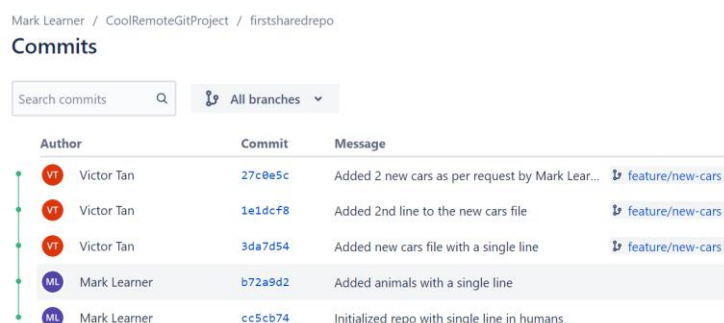 Mark Learner / CoolRemoteGitProject / firstsharedrepo
Commits
Search commits All branches
Author Commit Message
VT Victor Tan 27c0e5c Added 2 new cars as per request by Mark Lear... feature/new-cars
VT Victor Tan 1e1dcf8 Added 2nd line to the new cars file feature/new-cars
VT Victor Tan 3da7d54 Added new cars file with a single line feature/new-cars
ML Mark Learner b72a9d2 Added animals with a single line
ML Mark Learner cc5cb74 Initialized repo with single line in humans